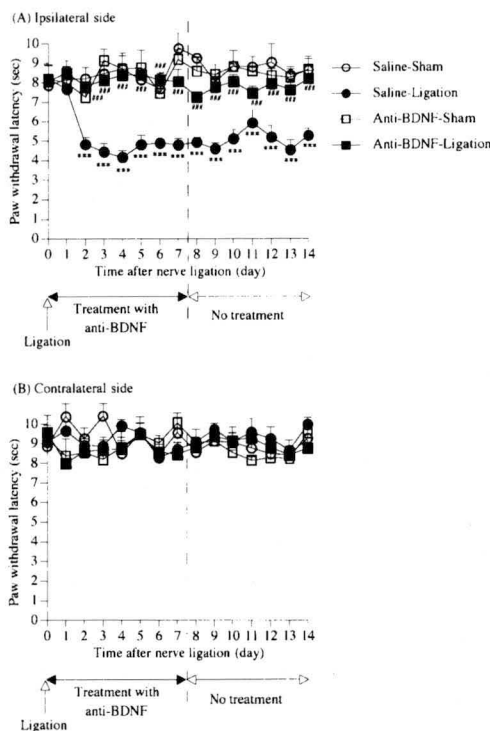 (A) Ipsilateral side
Paw withdrawal latency (sec)
10
9
8
7
6
5
4
3
2
1
0
### ### ### ### ### ### ### ### ### ### ### ### ###
*** *** *** *** *** *** *** *** *** *** *** *** ***
0 1 2 3 4 5 6 7 8 9 10 11 12 13 14
Time after nerve ligation (day)
Treatment with
anti-BDNF
No treatment
Ligation
Saline-Sham
Saline-Ligation
Anti-BDNF-Sham
Anti-BDNF-Ligation
(B) Contralateral side
Paw withdrawal latency (sec)
10
9
8
7
6
5
4
3
2
1
0
0 1 2 3 4 5 6 7 8 9 10 11 12 13 14
Time after nerve ligation (day)
Treatment with
anti-BDNF
No treatment
Ligation